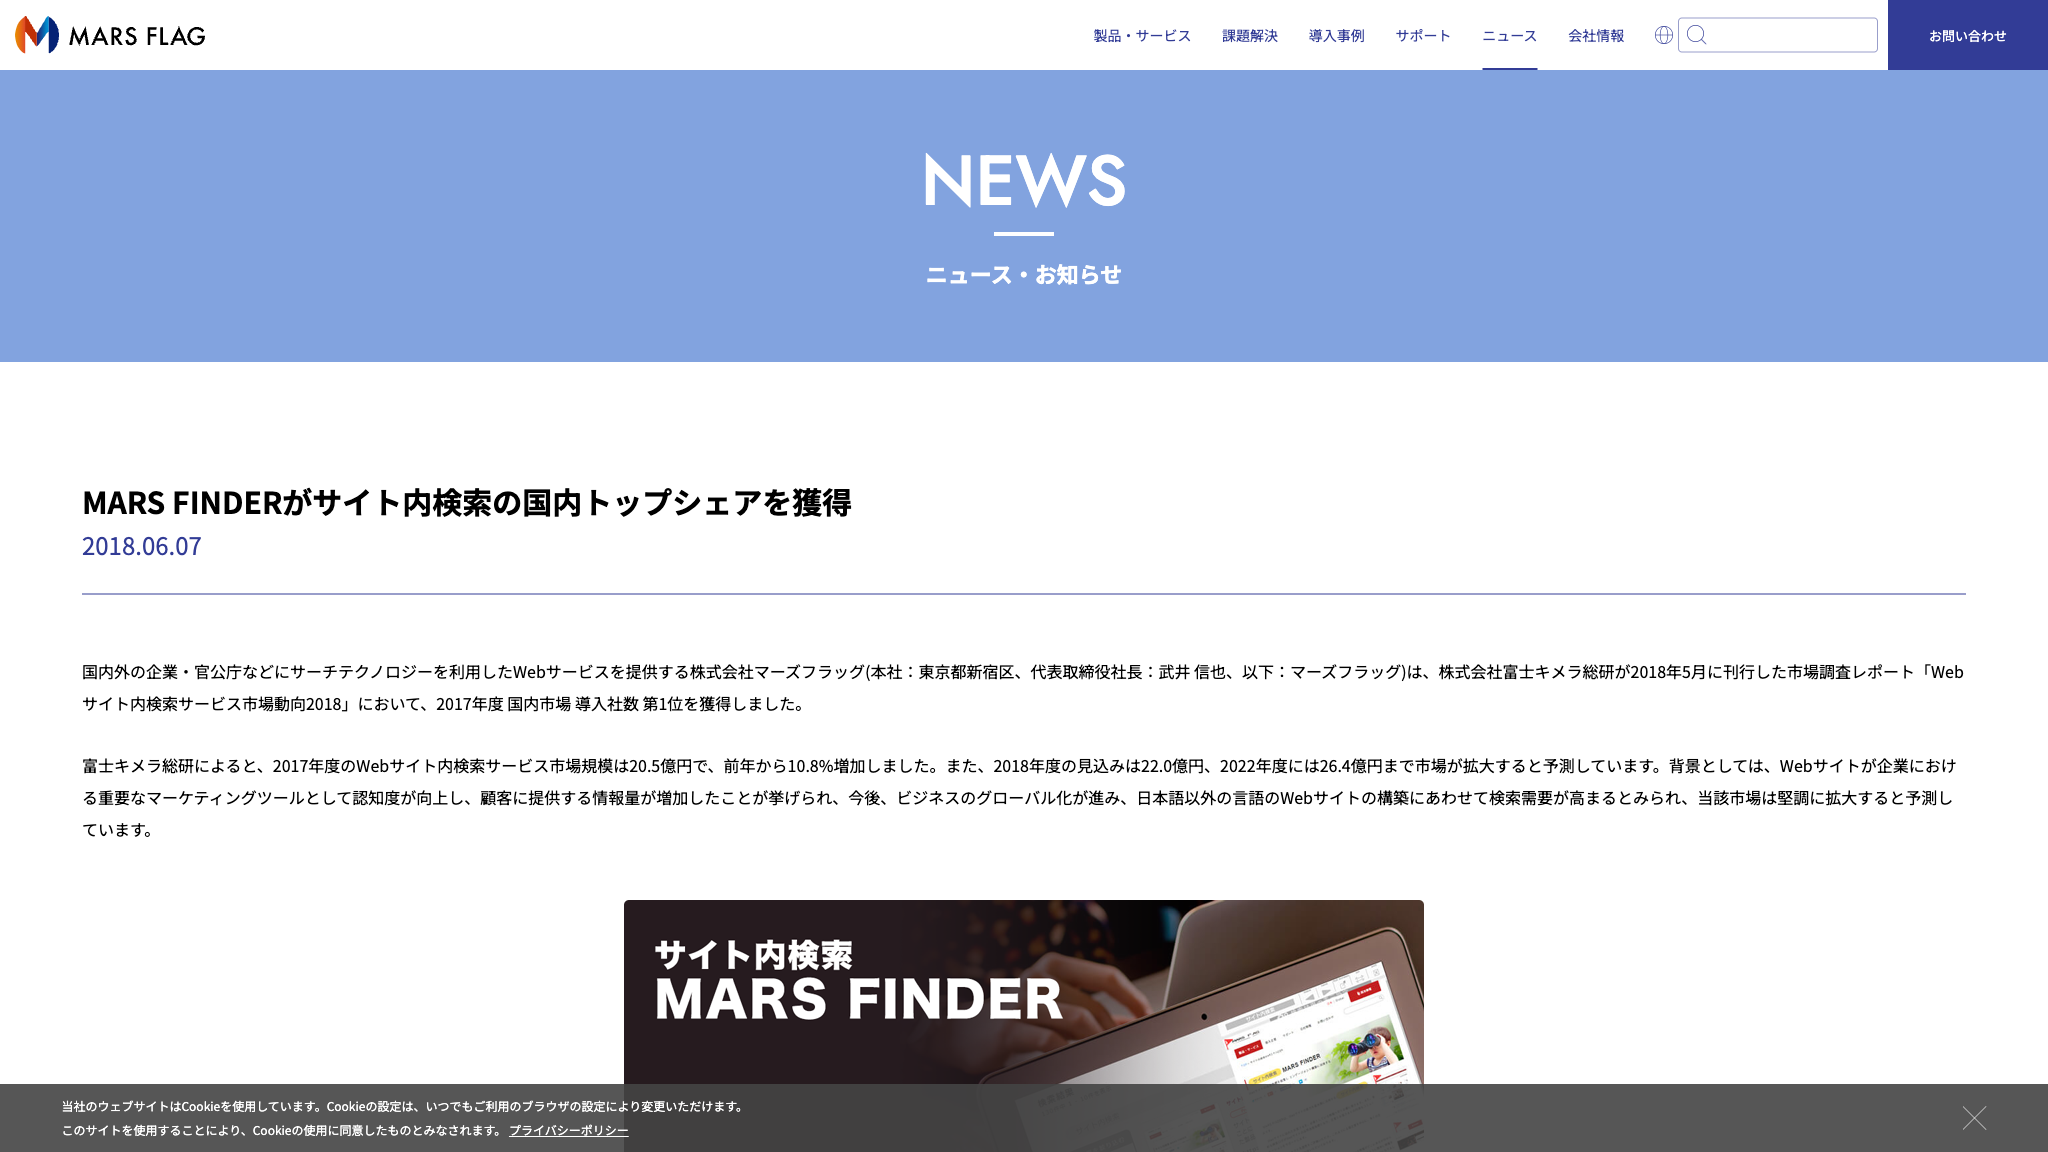 MARS FLAG
製品・サービス
課題解決
導入事例
サポート
ニュース
会社情報
お問い合わせ
NEWS
ニュース・お知らせ
MARS FINDERがサイト内検索の国内トップシェアを獲得
2018.06.07
国内外の企業・官公庁などにサーチテクノロジーを利用したWebサービスを提供する株式会社マーズフラッグ(本社：東京都新宿区、代表取締役社長：武井 信也、以下：マーズフラッグ)は、株式会社富士キメラ総研が2018年5月に刊行した市場調査レポート「Web
サイト内検索サービス市場動向2018」において、2017年度 国内市場 導入社数 第1位を獲得しました。
富士キメラ総研によると、2017年度のWebサイト内検索サービス市場規模は20.5億円で、前年から10.8%増加しました。また、2018年度の見込みは22.0億円、2022年度には26.4億円まで市場が拡大すると予測しています。背景としては、Webサイトが企業におけ
る重要なマーケティングツールとして認知度が向上し、顧客に提供する情報量が増加したことが挙げられ、今後、ビジネスのグローバル化が進み、日本語以外の言語のWebサイトの構築にあわせて検索需要が高まるとみられ、当該市場は堅調に拡大すると予測し
ています。
サイト内検索
MARS FINDER
サイト内検索
MARS FINDER
当社のウェブサイトはCookieを使用しています。Cookieの設定は、いつでもご利用のブラウザの設定により変更いただけます。
このサイトを使用することにより、Cookieの使用に同意したものとみなされます。 プライバシーポリシー